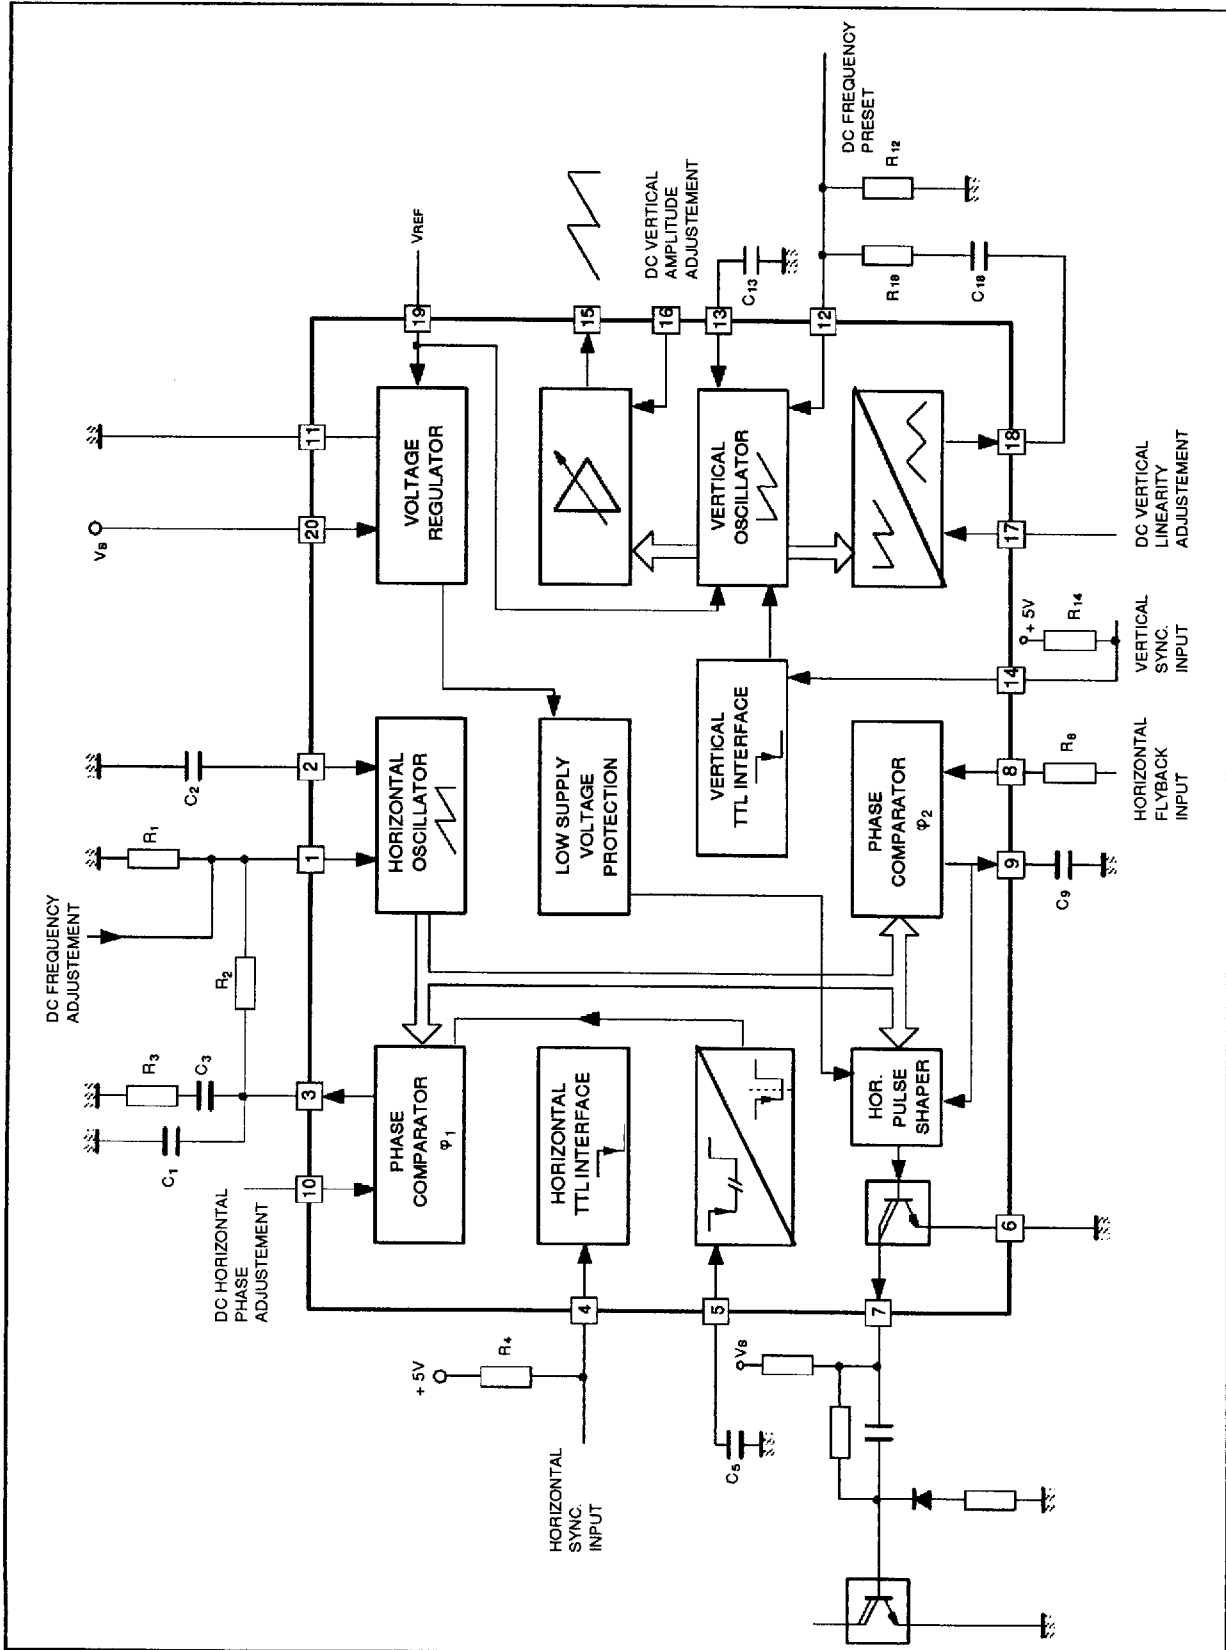 HORIZONTAL
SYNC.
INPUT
+ 5V
R4
4
C5
5
VS
7
DC HORIZONTAL
PHASE
ADJUSTEMENT
10
C1
R3
C3
3
R2
DC FREQUENCY
ADJUSTEMENT
R1
1
C2
2
VS
20
11
19
VREF
PHASE
COMPARATOR
φ1
HORIZONTAL
OSCILLATOR
VOLTAGE
REGULATOR
HORIZONTAL
TTL INTERFACE
LOW SUPPLY
VOLTAGE
PROTECTION
15
16
DC VERTICAL
AMPLITUDE
ADJUSTEMENT
VERTICAL
TTL INTERFACE
VERTICAL
OSCILLATOR
13
C13
12
DC FREQUENCY
PRESET
R12
R18
C18
HOR.
PULSE
SHAPER
PHASE
COMPARATOR
φ2
6
9
C9
8
R8
HORIZONTAL
FLYBACK
INPUT
14
+ 5V
R14
VERTICAL
SYNC.
INPUT
17
DC VERTICAL
LINEARITY
ADJUSTEMENT
18